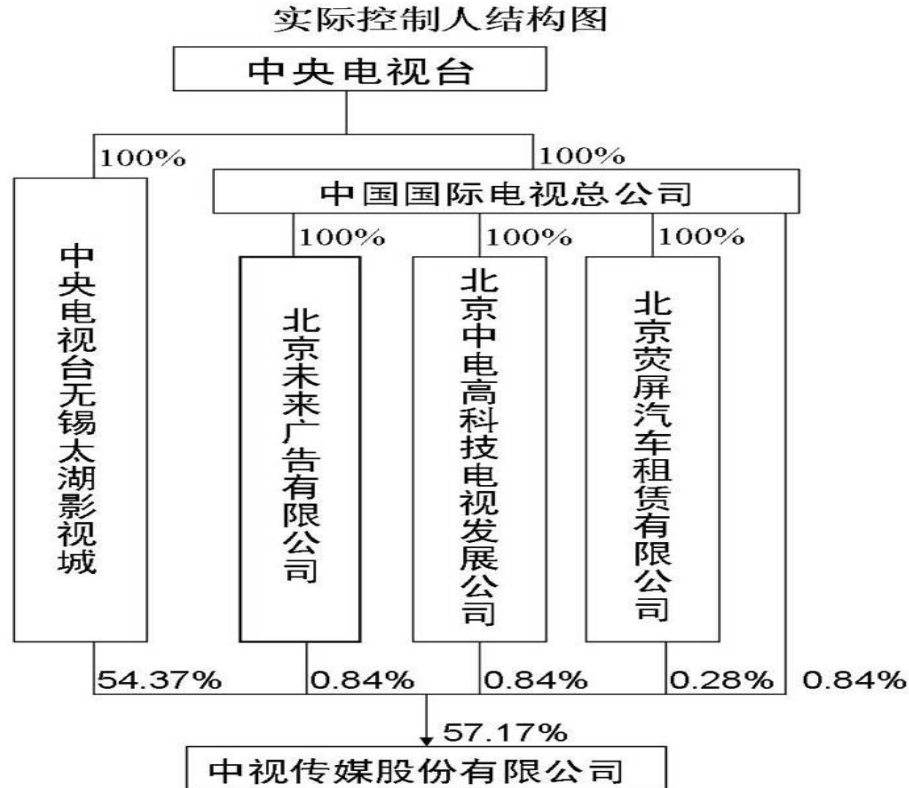 实际控制人结构图
中央电视台
100%
100%
中国国际电视总公司
100%
100%
100%
中央电视台无锡太湖影视城
北京未来广告有限公司
北京中电高科技电视发展公司
北京荧屏汽车租赁有限公司
54.37%
0.84%
0.84%
0.28%
0.84%
57.17%
中视传媒股份有限公司